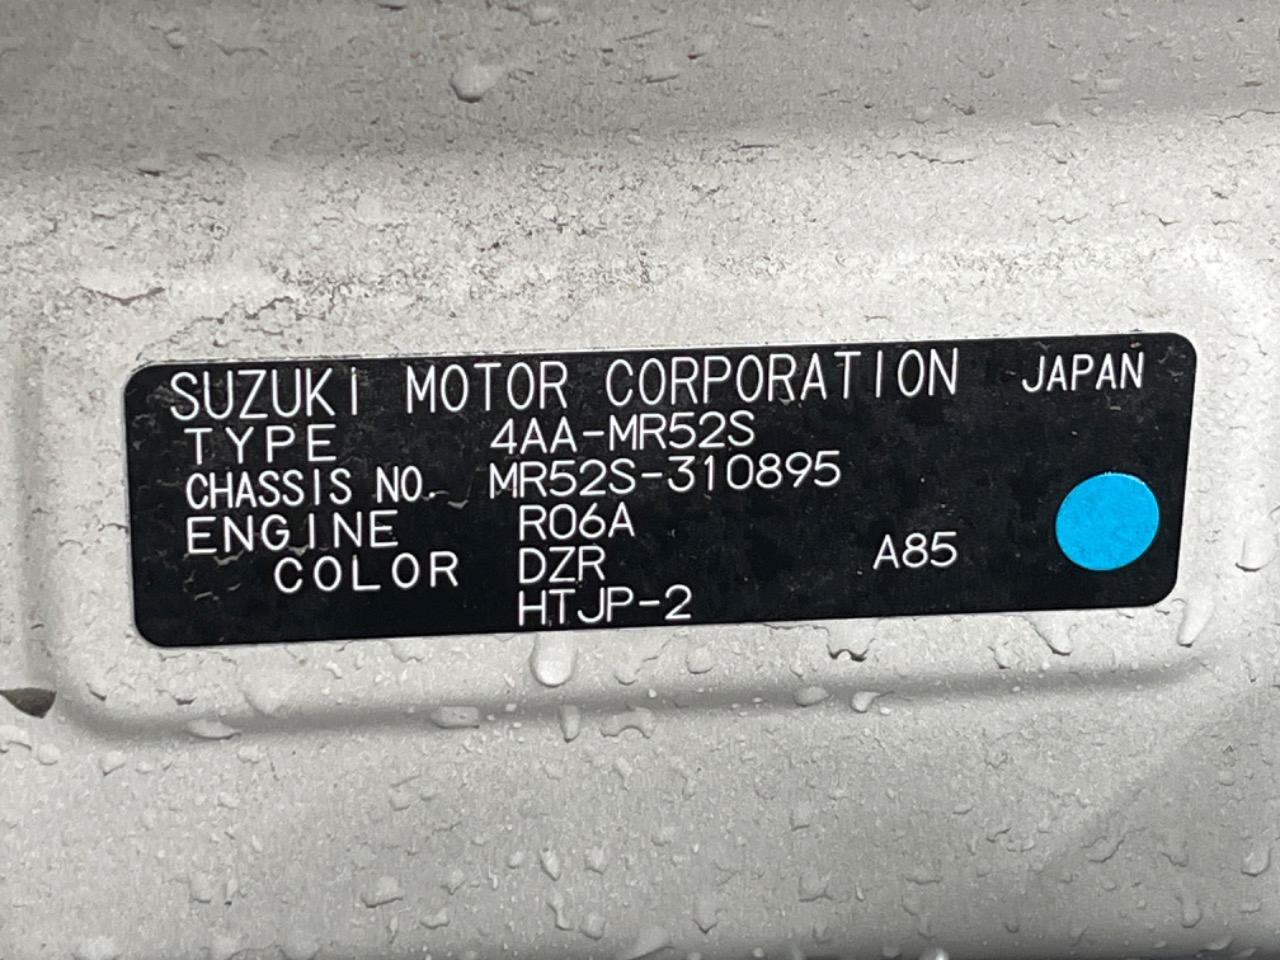 SUZUKI MOTOR CORPORATION JAPAN
TYPE 4AA-MR52S
CHASSIS NO. MR52S-310895
ENGINE R06A
COLOR DZR A85
HTJP-2